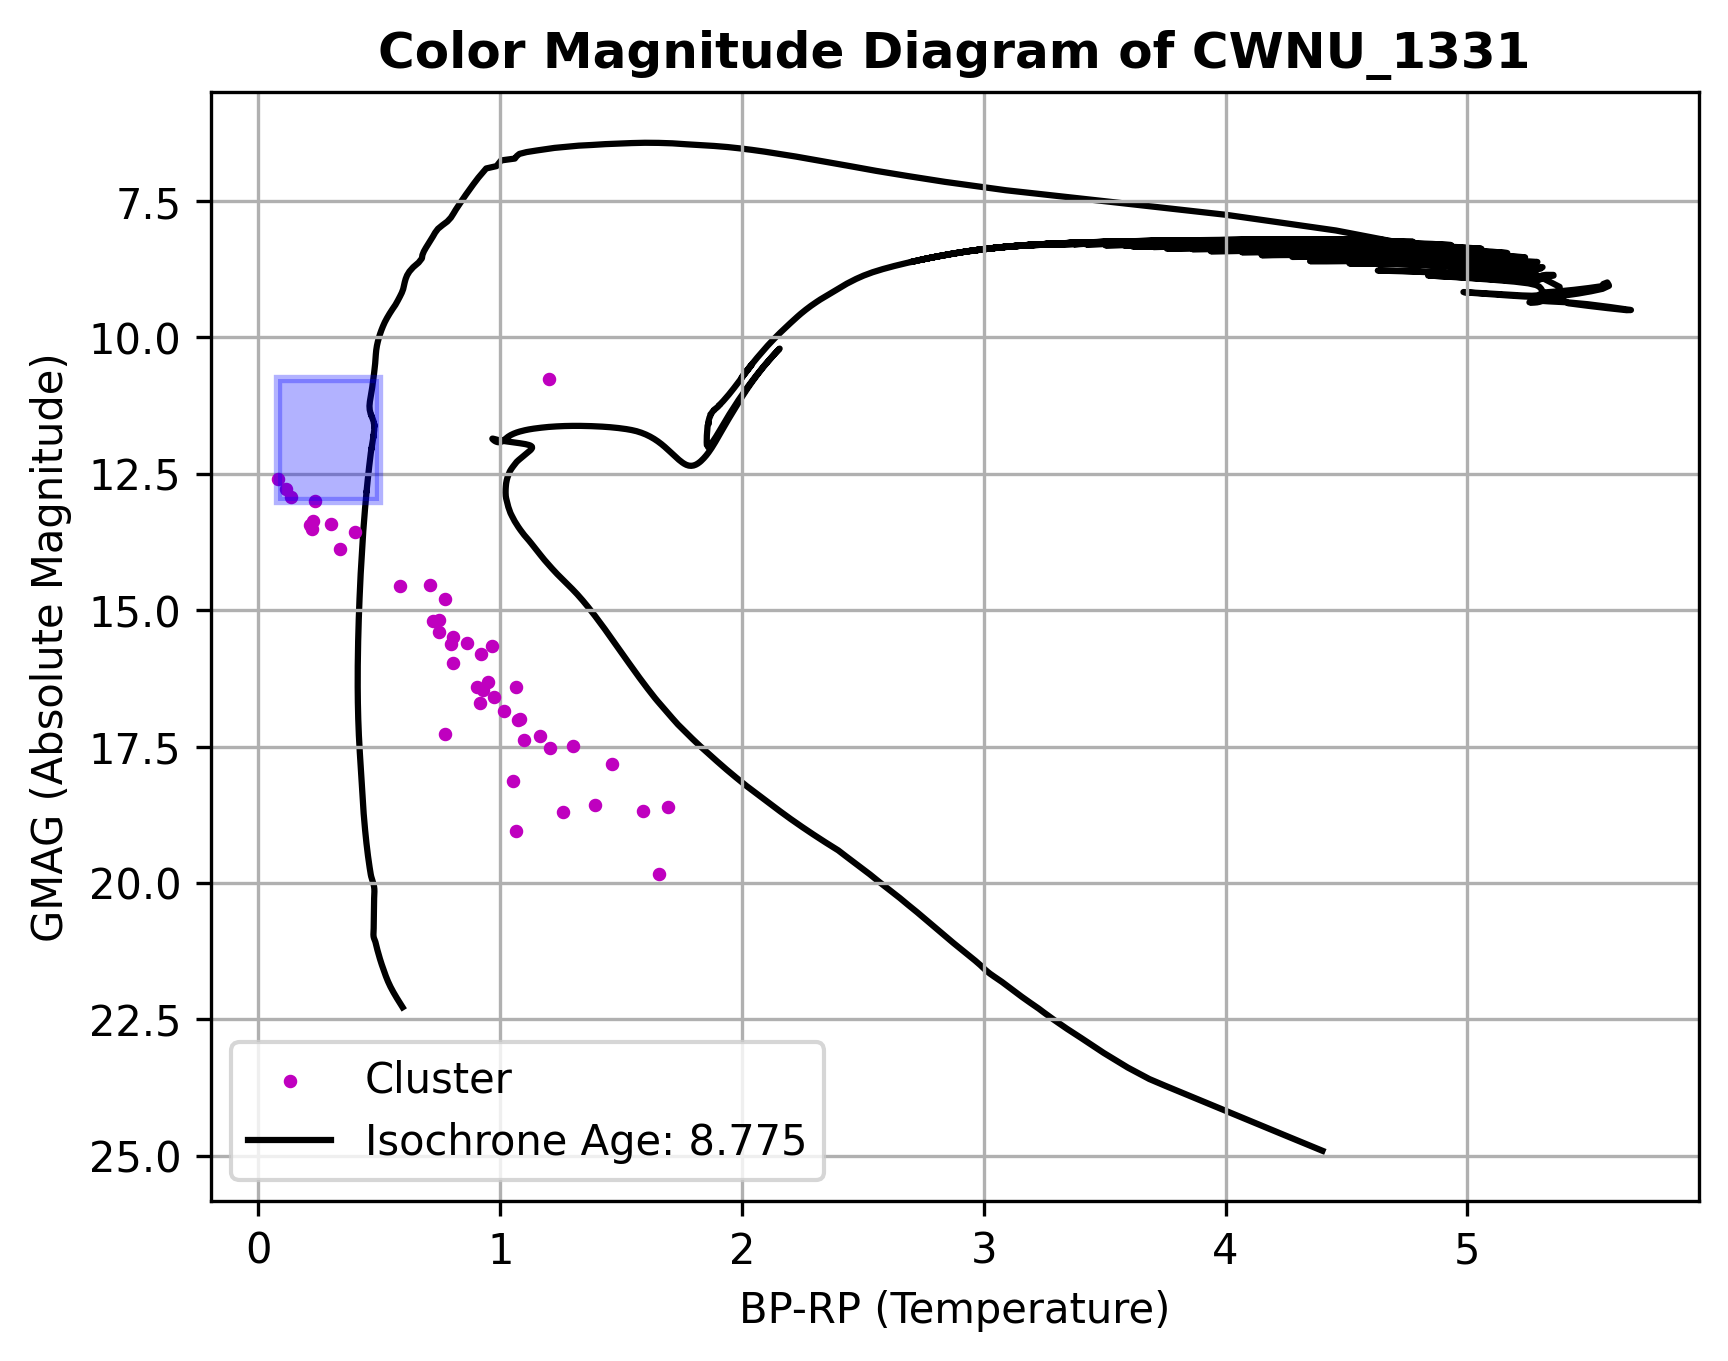 Color Magnitude Diagram of CWNU_1331
GMAG (Absolute Magnitude)
7.5
10.0
12.5
15.0
17.5
20.0
22.5
25.0
Cluster
Isochrone Age: 8.775
0 1 2 3 4 5
BP-RP (Temperature)